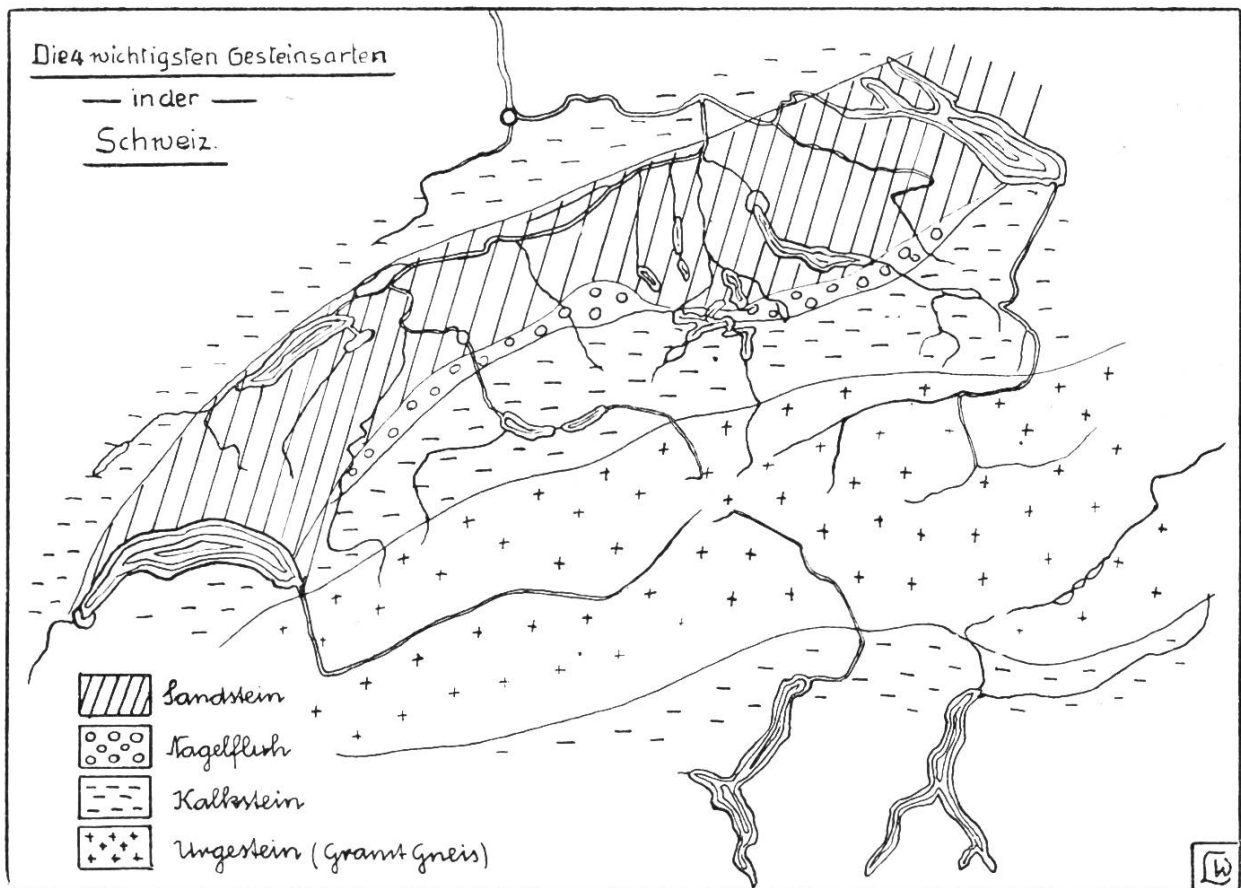 Die 4 wichtigsten Gesteinsarten
— in der —
Schweiz.
Sandstein
Nagelfluh
Kalkstein
Urgestein (Granit Gneis)